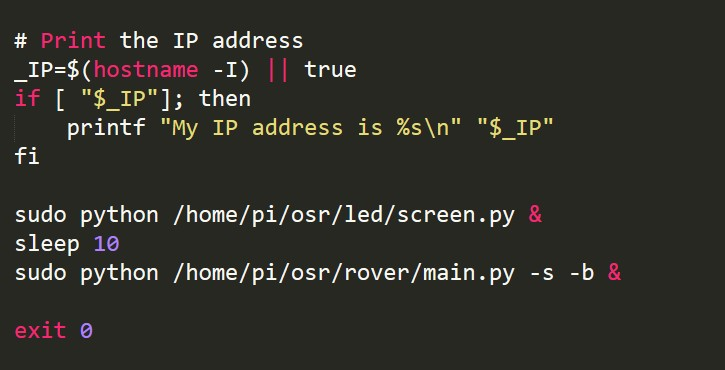 # Print the IP address
_IP=$(hostname -I) || true
if [ "$_IP"]; then
    printf "My IP address is %s\n" "$_IP"
fi
sudo python /home/pi/osr/led/screen.py &
sleep 10
sudo python /home/pi/osr/rover/main.py -s -b &
exit 0